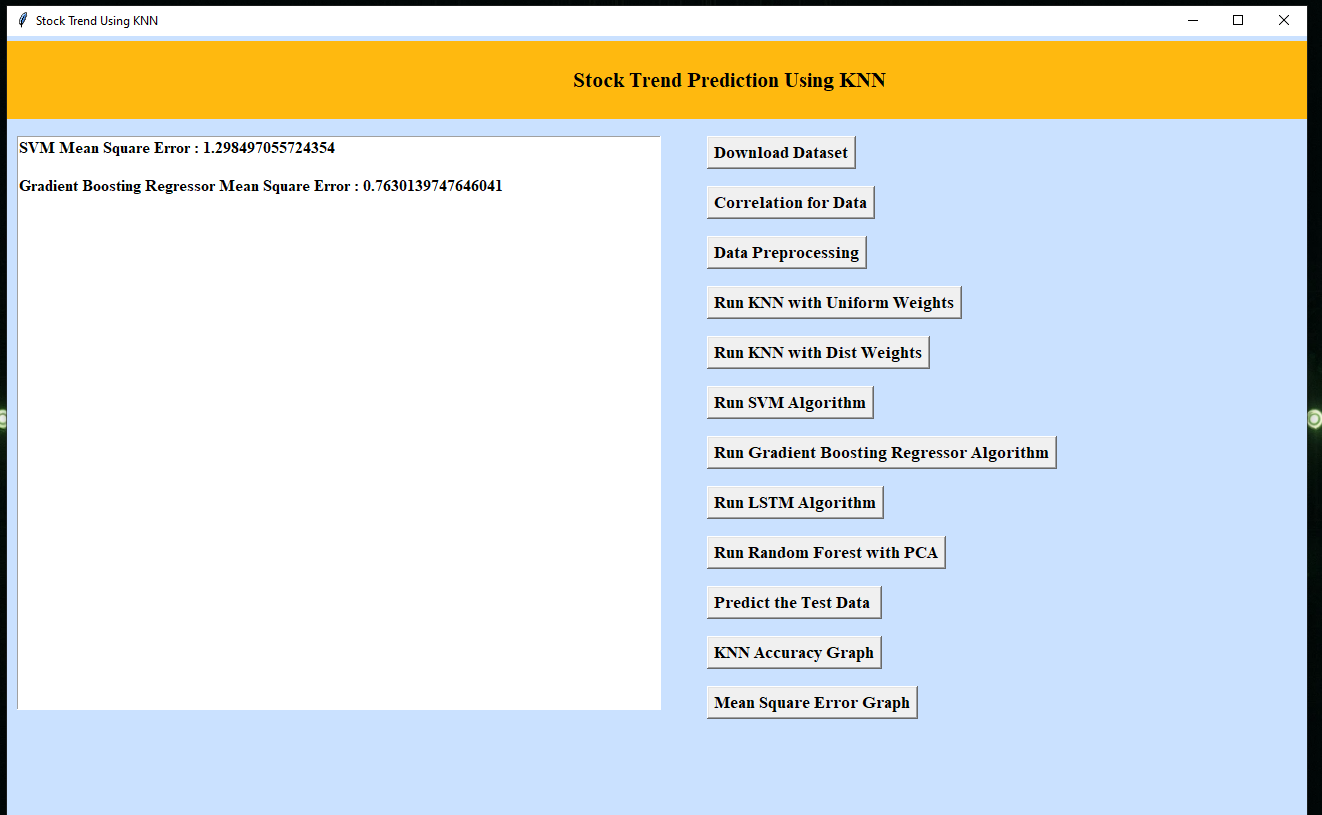 Stock Trend Using KNN
Stock Trend Prediction Using KNN
SVM Mean Square Error : 1.298497055724354
Gradient Boosting Regressor Mean Square Error : 0.7630139747646041
Download Dataset
Correlation for Data
Data Preprocessing
Run KNN with Uniform Weights
Run KNN with Dist Weights
Run SVM Algorithm
Run Gradient Boosting Regressor Algorithm
Run LSTM Algorithm
Run Random Forest with PCA
Predict the Test Data
KNN Accuracy Graph
Mean Square Error Graph